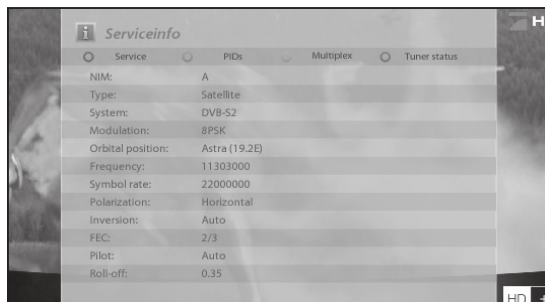 H
i Serviceinfo
Service PIDs Multiplex Tuner status
NIM: A
Type: Satellite
System: DVB-S2
Modulation: 8PSK
Orbital position: Astra (19.2E)
Frequency: 11303000
Symbol rate: 22000000
Polarization: Horizontal
Inversion: Auto
FEC: 2/3
Pilot: Auto
Roll-off: 0.35
HD